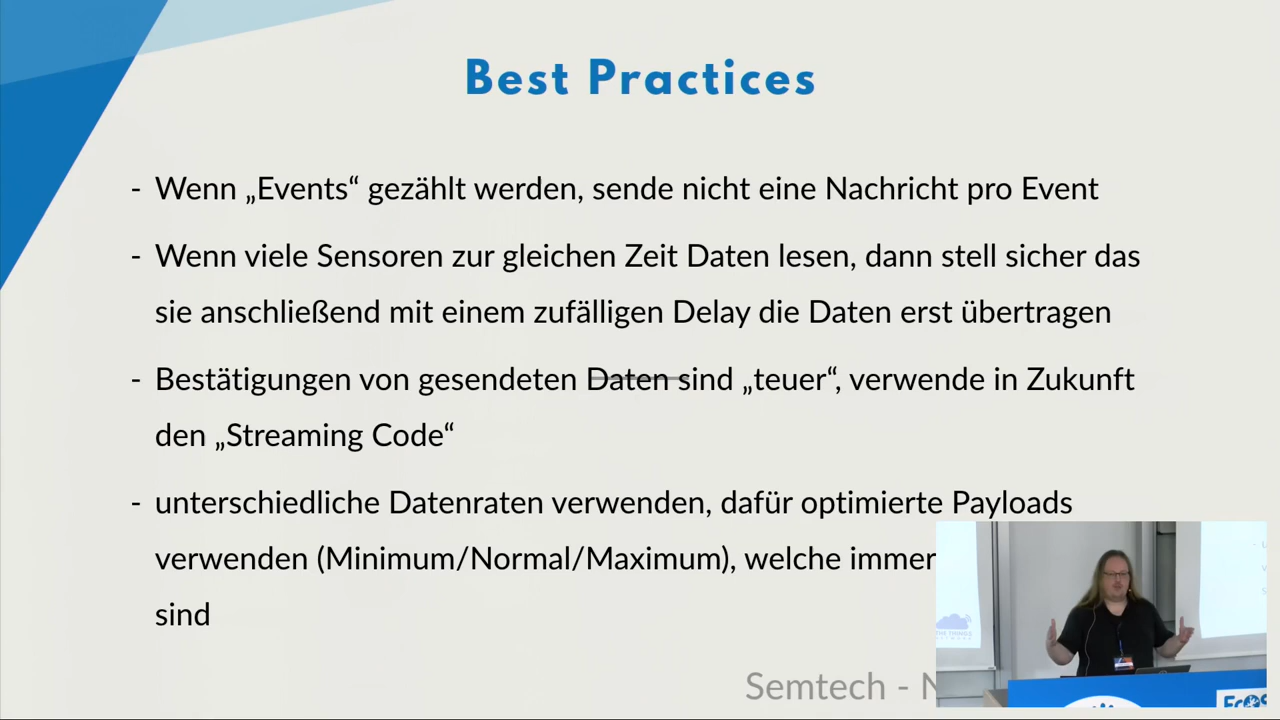 Best Practices
- Wenn „Events“ gezählt werden, sende nicht eine Nachricht pro Event
- Wenn viele Sensoren zur gleichen Zeit Daten lesen, dann stell sicher das
sie anschließend mit einem zufälligen Delay die Daten erst übertragen
- Bestätigungen von gesendeten Daten sind „teuer“, verwende in Zukunft
den „Streaming Code“
- unterschiedliche Datenraten verwenden, dafür optimierte Payloads
verwenden (Minimum/Normal/Maximum), welche immer
sind
Semtech -
THE THINGS
NETWORK